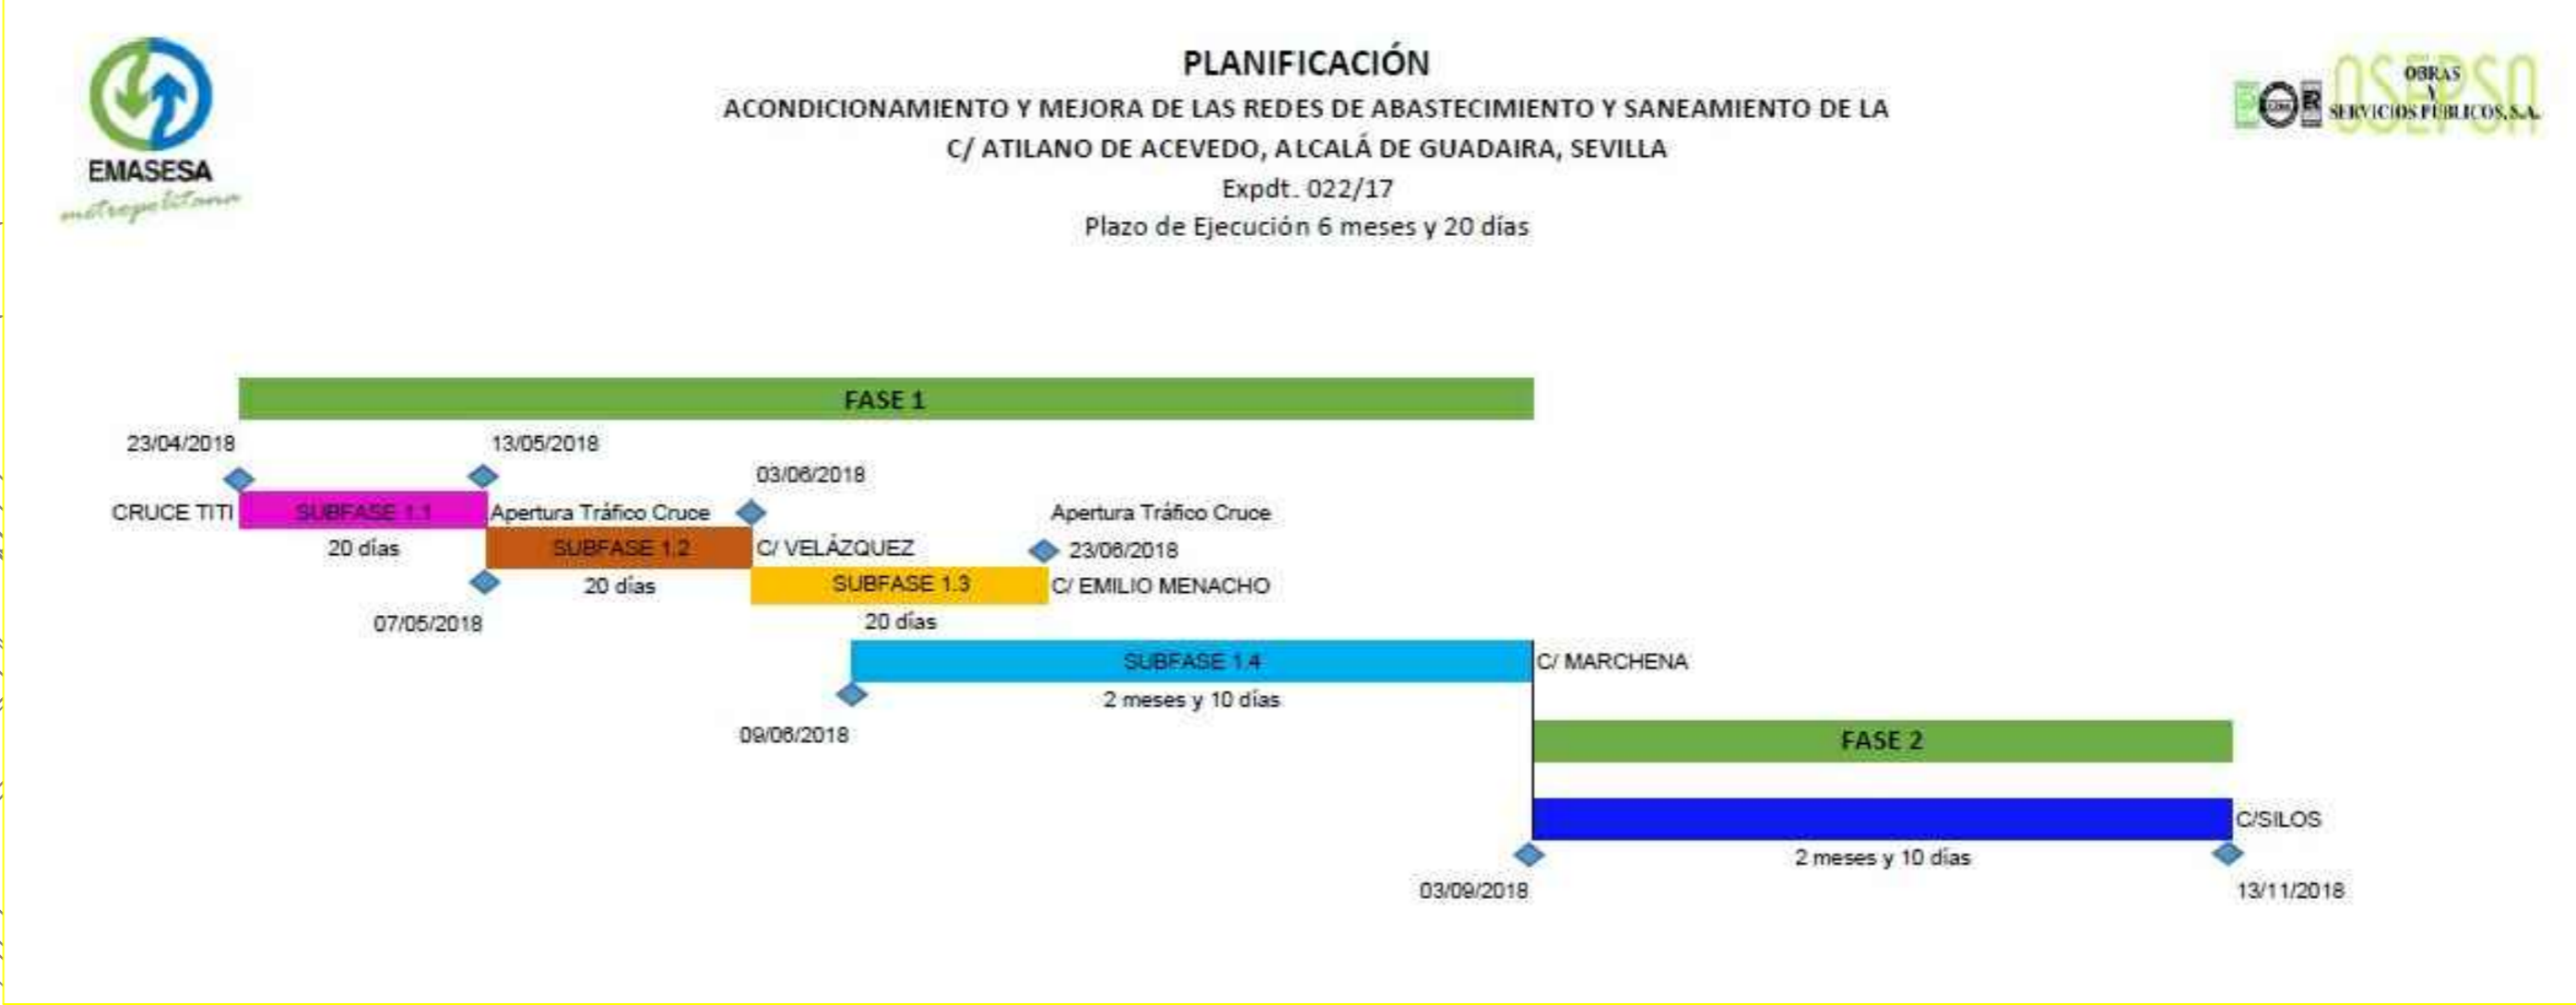 PLANIFICACIÓN
ACONDICIONAMIENTO Y MEJORA DE LAS REDES DE ABASTECIMIENTO Y SANEAMIENTO DE LA
C/ ATILANO DE ACEVEDO, ALCALÁ DE GUADAIRA, SEVILLA
Expdt. 022/17
Plazo de Ejecución 6 meses y 20 días
EMASESA
metropolitana
OSEPSA
OBRAS
Y
SERVICIOS PÚBLICOS, S.A.
FASE 1
23/04/2018
13/05/2018
03/06/2018
CRUCE TITI
SUBFASE 1.1
Apertura Tráfico Cruce
Apertura Tráfico Cruce
20 días
SUBFASE 1.2
C/ VELÁZQUEZ
23/06/2018
20 días
SUBFASE 1.3
C/ EMILIO MENACHO
07/05/2018
20 días
SUBFASE 1.4
C/ MARCHENA
2 meses y 10 días
09/06/2018
FASE 2
C/SILOS
2 meses y 10 días
03/09/2018
13/11/2018